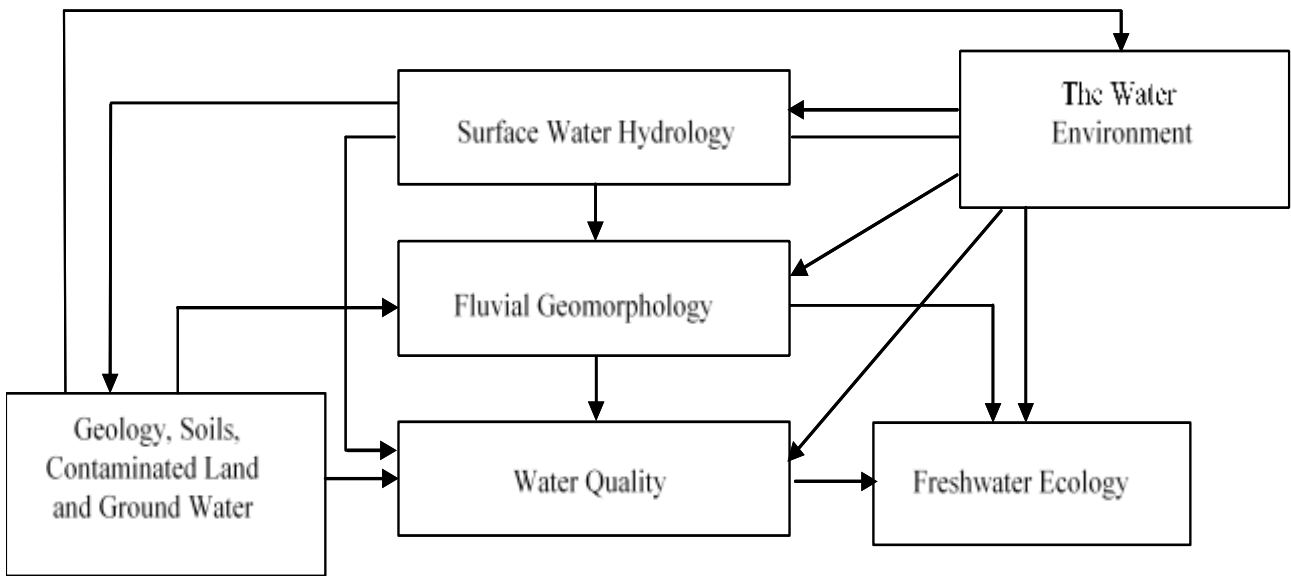 The Water
Environment
Surface Water Hydrology
Fluvial Geomorphology
Geology, Soils,
Contaminated Land
and Ground Water
Water Quality
Freshwater Ecology